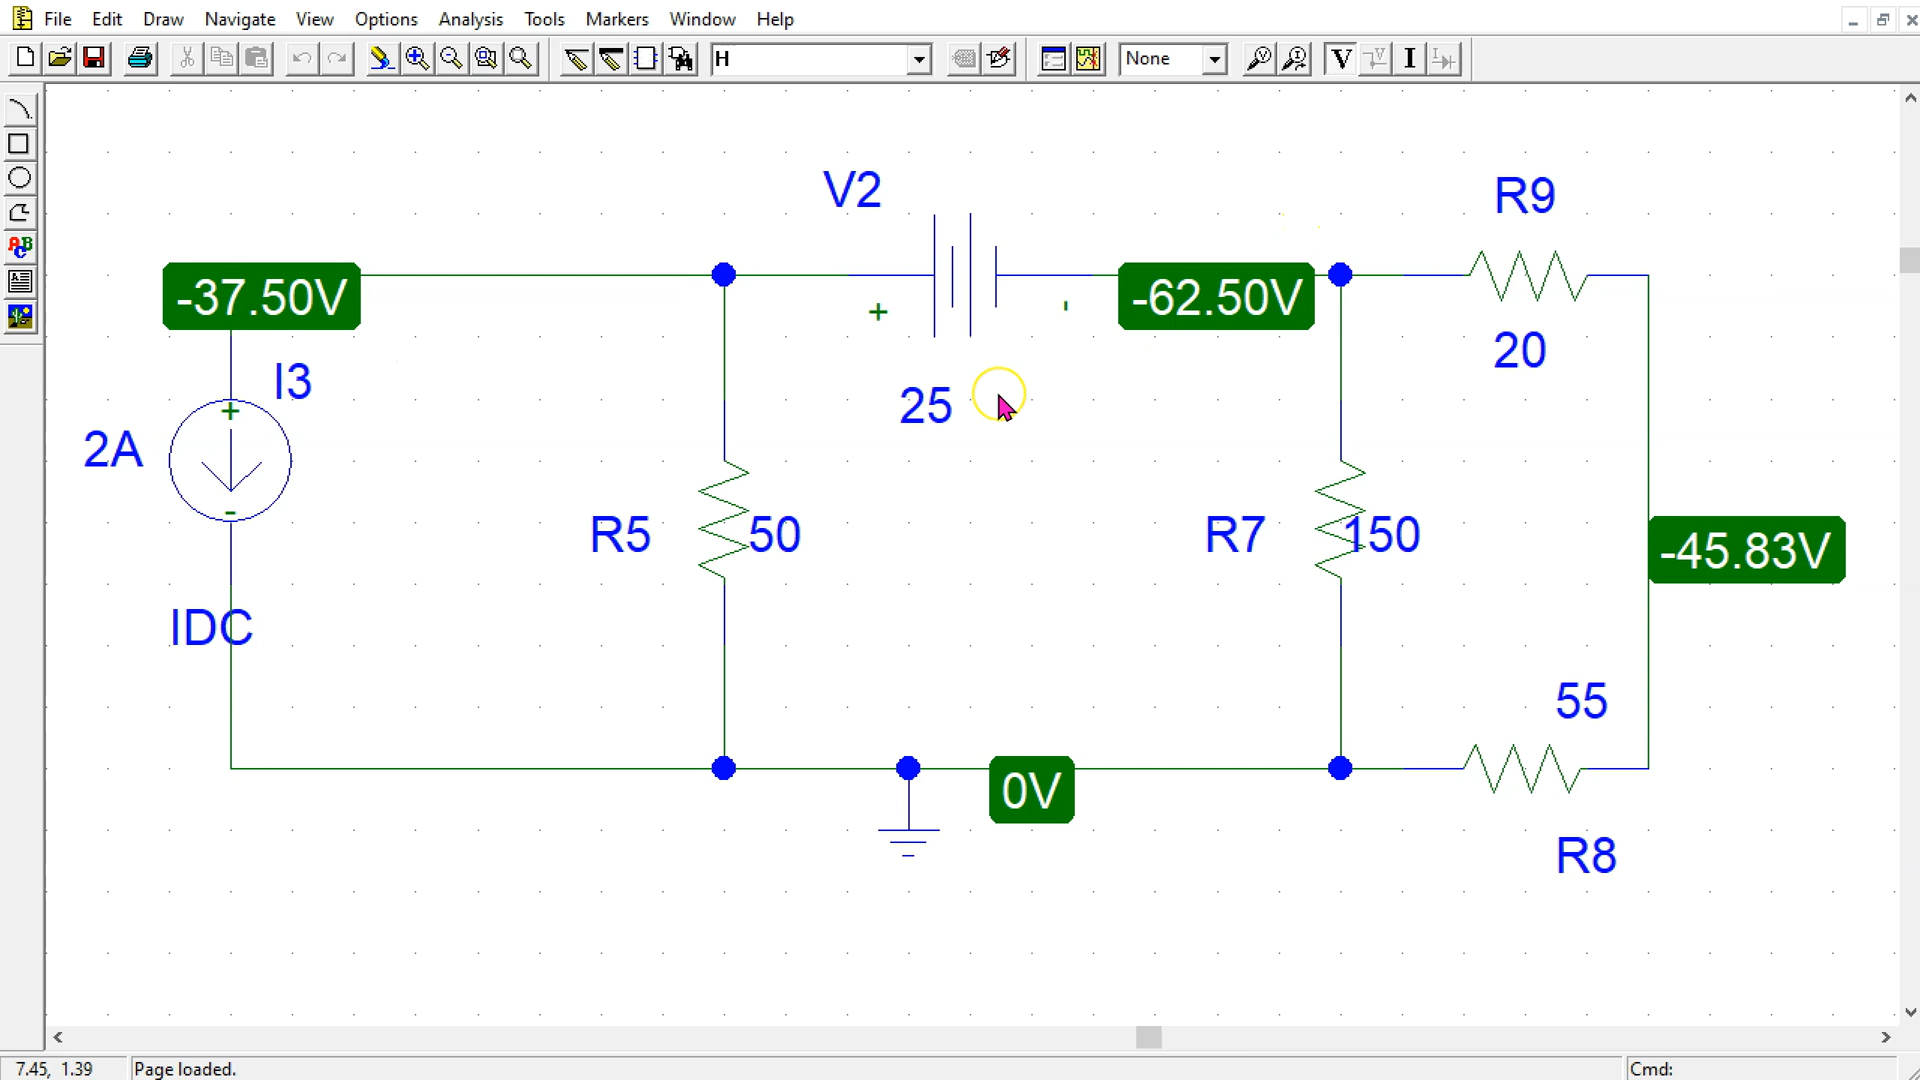 File Edit Draw Navigate View Options Analysis Tools Markers Window Help
H
None
V I
ABC
V2
R9
-37.50V
-62.50V
+ -
20
I3
25
+
2A
-
R5 50
R7 150
-45.83V
IDC
55
0V
R8
7.45, 1.39 Page loaded. Cmd: